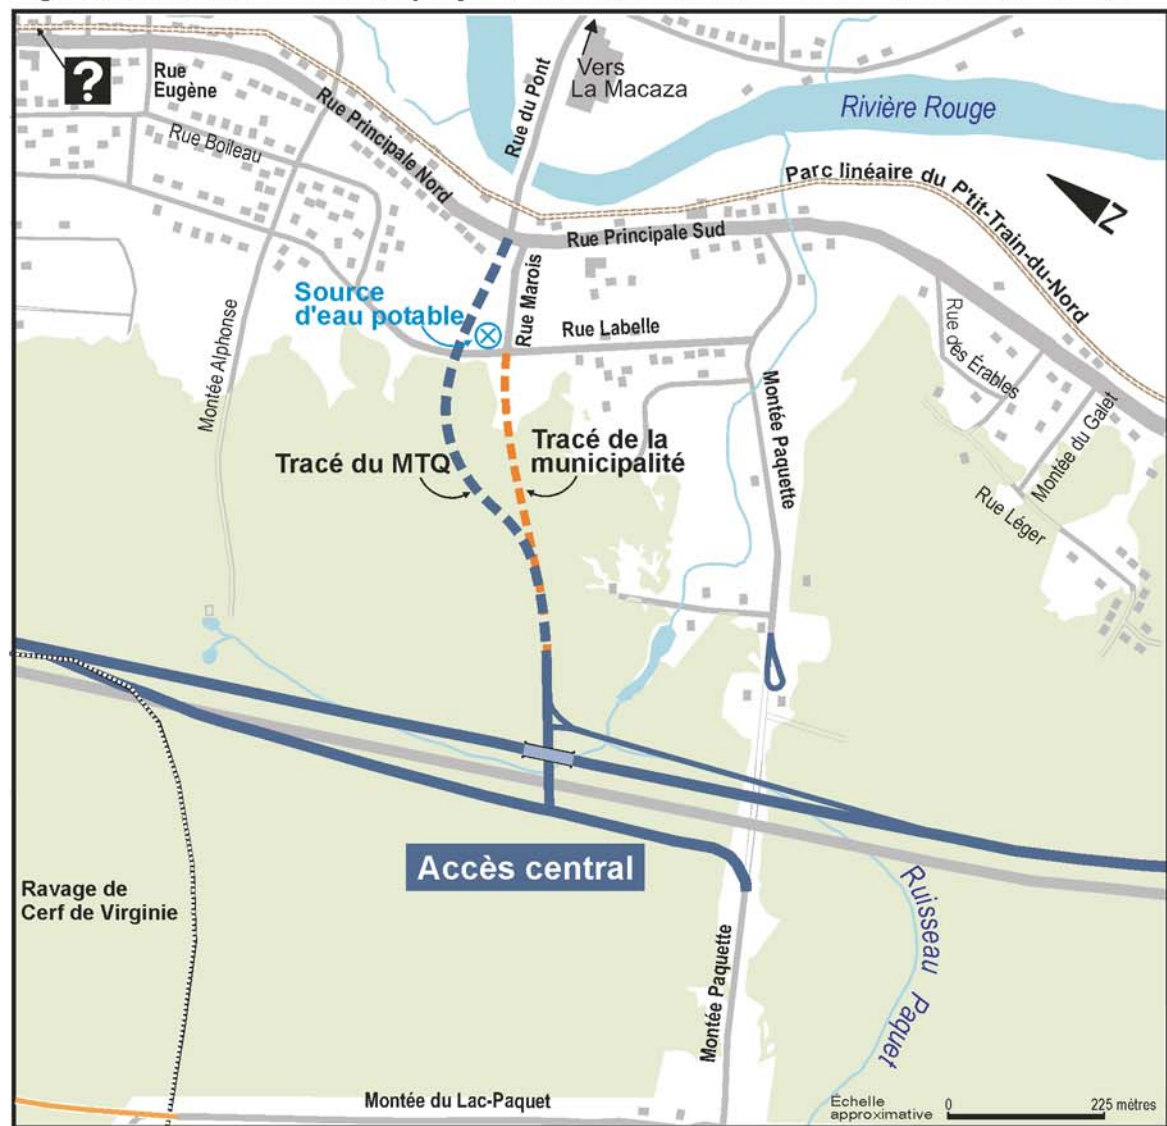 ?
Rue
Eugène
Rue Boileau
Rue Principale Nord
Rue du Pont
Vers
La Macaza
Rivière Rouge
Parc linéaire du P'tit-Train-du-Nord
N
Rue Principale Sud
Rue Marois
Source
d'eau potable
Rue Labelle
Montée Alphonse
Rue des Érables
Montée du Galet
Rue Léger
Montée Paquette
Tracé du MTQ
Tracé de la
municipalité
Accès central
Ravage de
Cerf de Virginie
Montée Paquette
Ruisseau Paquet
Montée du Lac-Paquet
Échelle
approximative
0
225 mètres